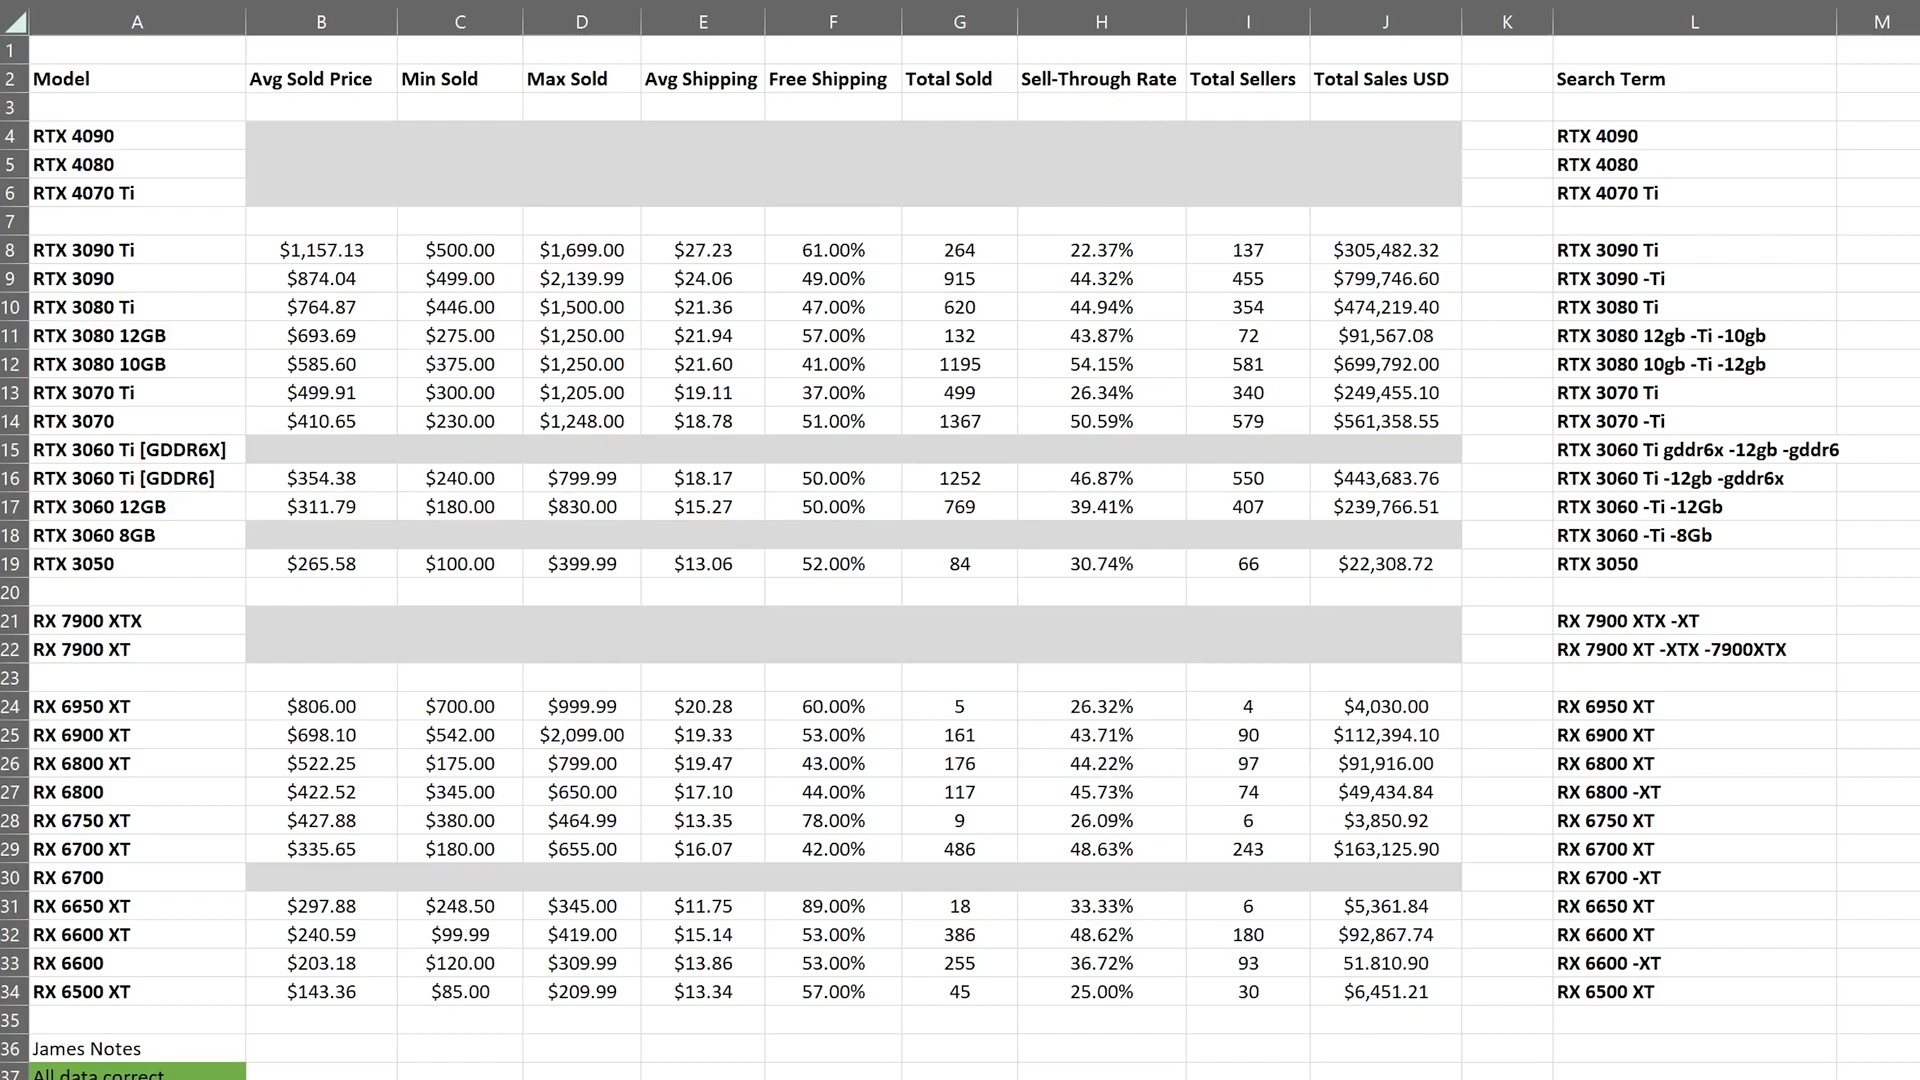 A B C D E F G H I J K L M
1
2 Model Avg Sold Price Min Sold Max Sold Avg Shipping Free Shipping Total Sold Sell-Through Rate Total Sellers Total Sales USD Search Term
3
4 RTX 4090 RTX 4090
5 RTX 4080 RTX 4080
6 RTX 4070 Ti RTX 4070 Ti
7
8 RTX 3090 Ti $1,157.13 $500.00 $1,699.00 $27.23 61.00% 264 22.37% 137 $305,482.32 RTX 3090 Ti
9 RTX 3090 $874.04 $499.00 $2,139.99 $24.06 49.00% 915 44.32% 455 $799,746.60 RTX 3090 -Ti
10 RTX 3080 Ti $764.87 $446.00 $1,500.00 $21.36 47.00% 620 44.94% 354 $474,219.40 RTX 3080 Ti
11 RTX 3080 12GB $693.69 $275.00 $1,250.00 $21.94 57.00% 132 43.87% 72 $91,567.08 RTX 3080 12gb -Ti -10gb
12 RTX 3080 10GB $585.60 $375.00 $1,250.00 $21.60 41.00% 1195 54.15% 581 $699,792.00 RTX 3080 10gb -Ti -12gb
13 RTX 3070 Ti $499.91 $300.00 $1,205.00 $19.11 37.00% 499 26.34% 340 $249,455.10 RTX 3070 Ti
14 RTX 3070 $410.65 $230.00 $1,248.00 $18.78 51.00% 1367 50.59% 579 $561,358.55 RTX 3070 -Ti
15 RTX 3060 Ti [GDDR6X] RTX 3060 Ti gddr6x -12gb -gddr6
16 RTX 3060 Ti [GDDR6] $354.38 $240.00 $799.99 $18.17 50.00% 1252 46.87% 550 $443,683.76 RTX 3060 Ti -12gb -gddr6x
17 RTX 3060 12GB $311.79 $180.00 $830.00 $15.27 50.00% 769 39.41% 407 $239,766.51 RTX 3060 -Ti -12Gb
18 RTX 3060 8GB RTX 3060 -Ti -8Gb
19 RTX 3050 $265.58 $100.00 $399.99 $13.06 52.00% 84 30.74% 66 $22,308.72 RTX 3050
20
21 RX 7900 XTX RX 7900 XTX -XT
22 RX 7900 XT RX 7900 XT -XTX -7900XTX
23
24 RX 6950 XT $806.00 $700.00 $999.99 $20.28 60.00% 5 26.32% 4 $4,030.00 RX 6950 XT
25 RX 6900 XT $698.10 $542.00 $2,099.00 $19.33 53.00% 161 43.71% 90 $112,394.10 RX 6900 XT
26 RX 6800 XT $522.25 $175.00 $799.00 $19.47 43.00% 176 44.22% 97 $91,916.00 RX 6800 XT
27 RX 6800 $422.52 $345.00 $650.00 $17.10 44.00% 117 45.73% 74 $49,434.84 RX 6800 -XT
28 RX 6750 XT $427.88 $380.00 $464.99 $13.35 78.00% 9 26.09% 6 $3,850.92 RX 6750 XT
29 RX 6700 XT $335.65 $180.00 $655.00 $16.07 42.00% 486 48.63% 243 $163,125.90 RX 6700 XT
30 RX 6700 RX 6700 -XT
31 RX 6650 XT $297.88 $248.50 $345.00 $11.75 89.00% 18 33.33% 6 $5,361.84 RX 6650 XT
32 RX 6600 XT $240.59 $99.99 $419.00 $15.14 53.00% 386 48.62% 180 $92,867.74 RX 6600 XT
33 RX 6600 $203.18 $120.00 $309.99 $13.86 53.00% 255 36.72% 93 51.810.90 RX 6600 -XT
34 RX 6500 XT $143.36 $85.00 $209.99 $13.34 57.00% 45 25.00% 30 $6,451.21 RX 6500 XT
35
36 James Notes
37 All data correct